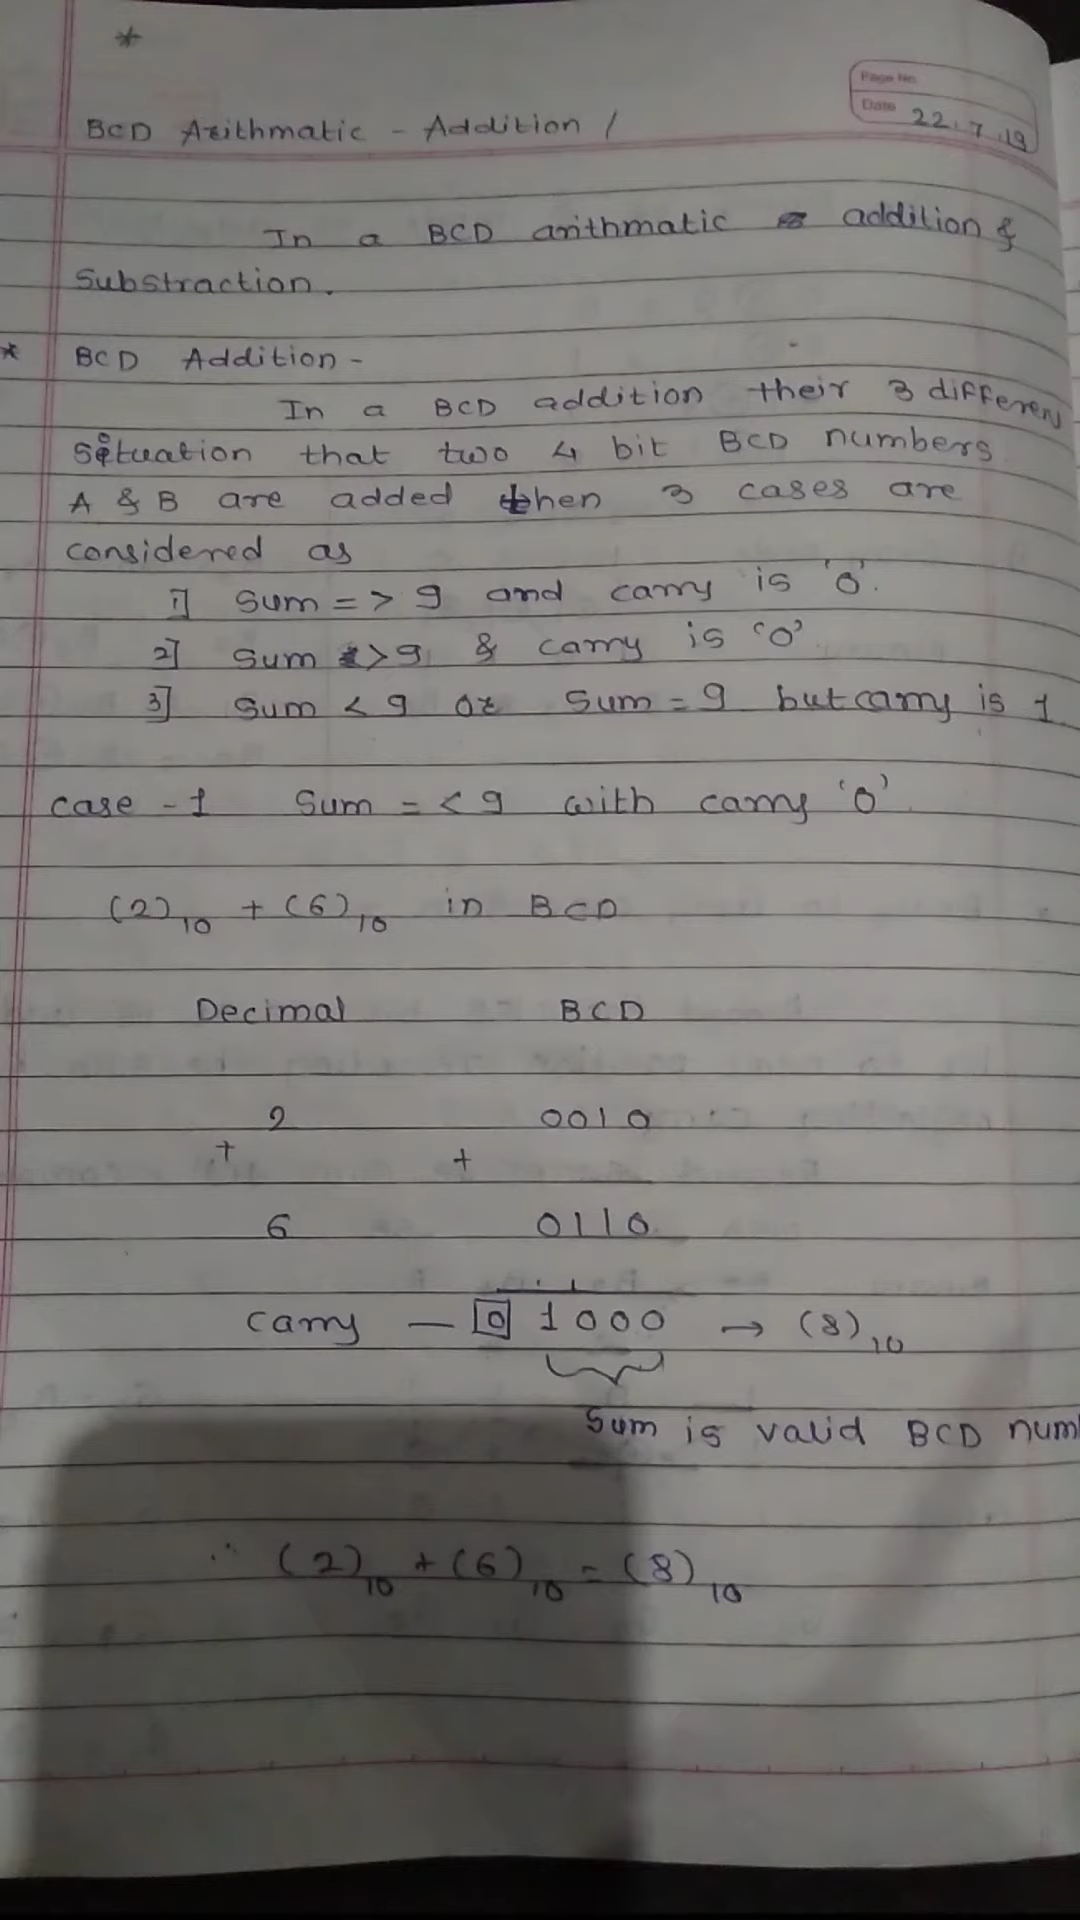 *
Page No.
Date 22.7.19
BCD Arithmatic - Addition /
In a BCD arithmatic addition &
Substraction.
* BCD Addition -
In a BCD addition their 3 differen
situation that two 4 bit BCD numbers
A & B are added then 3 cases are
considered as
1] Sum = > 9 and carry is '0'.
2] Sum > 9 & carry is '0'
3] Sum < 9 or Sum = 9 but carry is 1
case - 1 Sum = < 9 with carry '0'
(2)10 + (6)10 in BCD
Decimal BCD
2 0010
+ +
6 0110
carry — 0 1000 → (8)10
Sum is valid BCD num
∴ (2)10 + (6)10 = (8)10